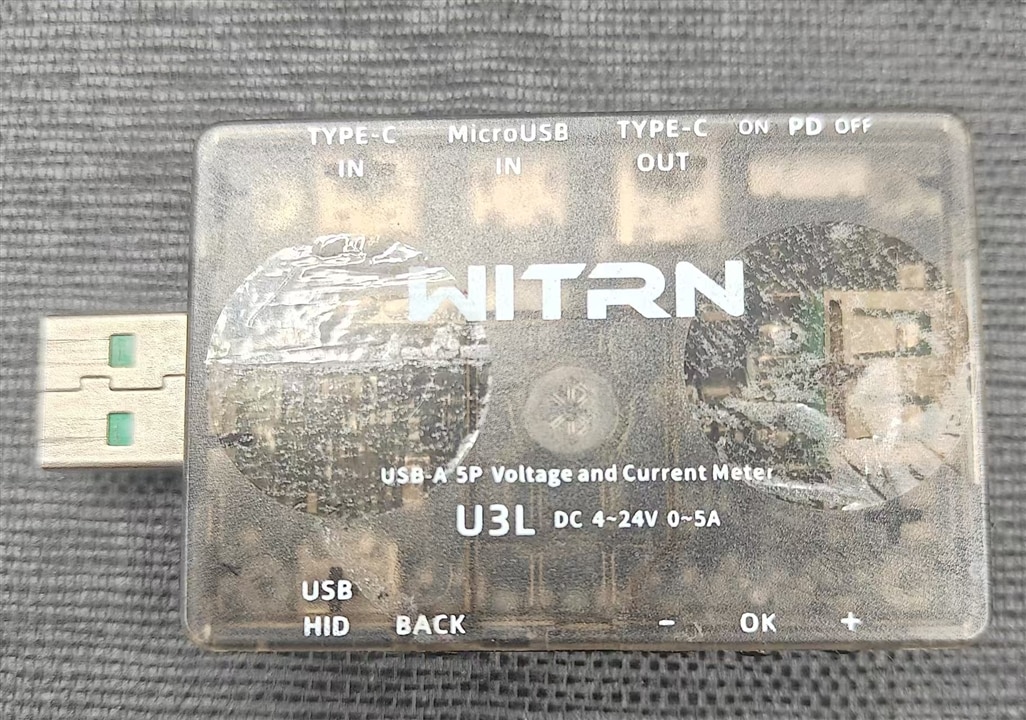 TYPE-C MicroUSB TYPE-C ON PD OFF
IN IN OUT
WITRN
USB-A 5P Voltage and Current Meter
U3L DC 4~24V 0~5A
USB
HID BACK - OK +